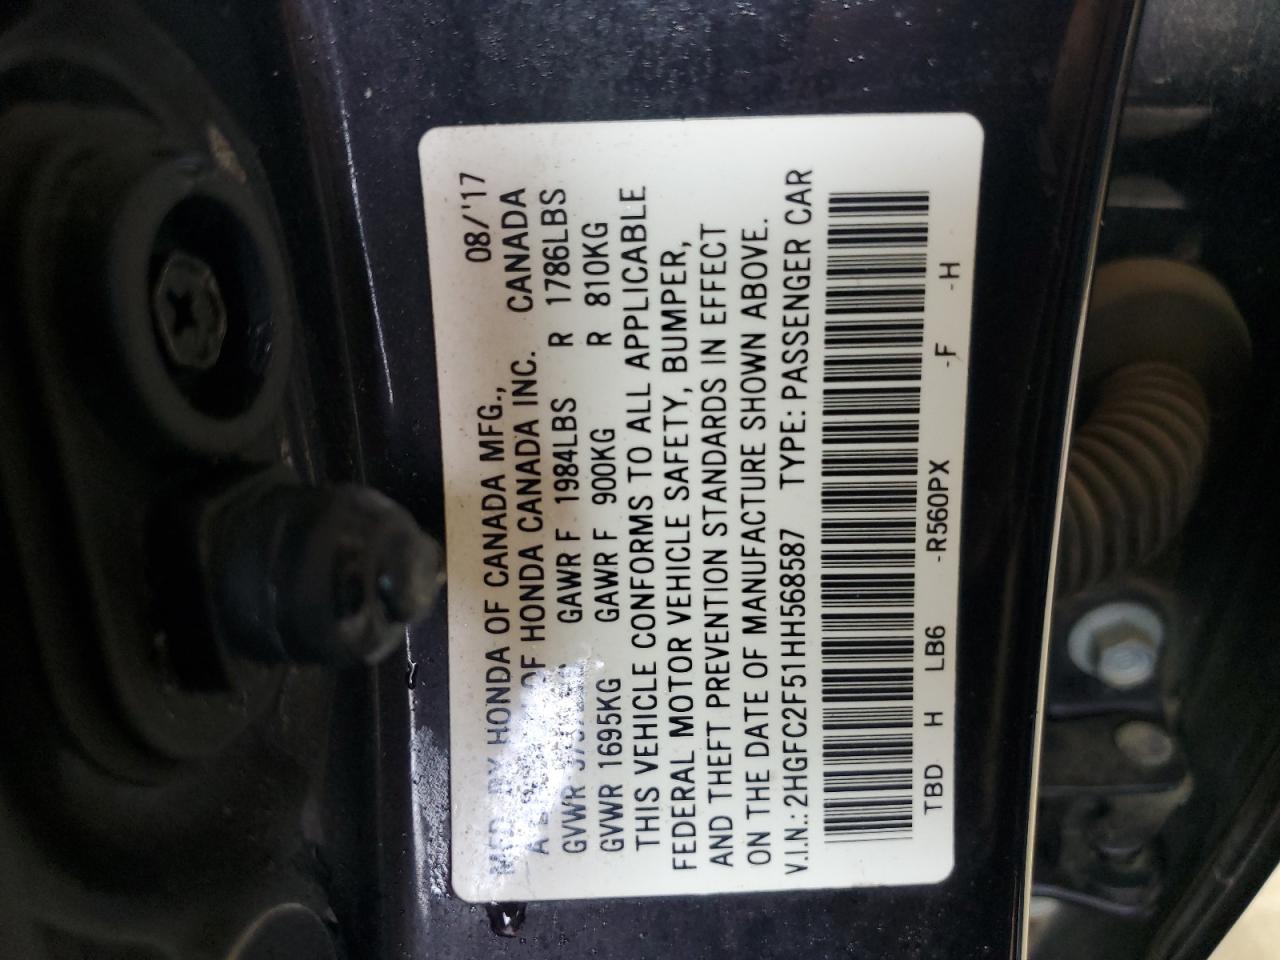 MFD BY HONDA OF CANADA MFG., 08/'17
OF HONDA CANADA INC. CANADA
GVWR GAWR F 1984LBS R 1786LBS
GVWR 1695KG GAWR F 900KG R 810KG
THIS VEHICLE CONFORMS TO ALL APPLICABLE
FEDERAL MOTOR VEHICLE SAFETY, BUMPER,
AND THEFT PREVENTION STANDARDS IN EFFECT
ON THE DATE OF MANUFACTURE SHOWN ABOVE.
V.I.N.: 2HGFC2F51HH568587 TYPE: PASSENGER CAR
TBD H LB6 -R560PX -F -H